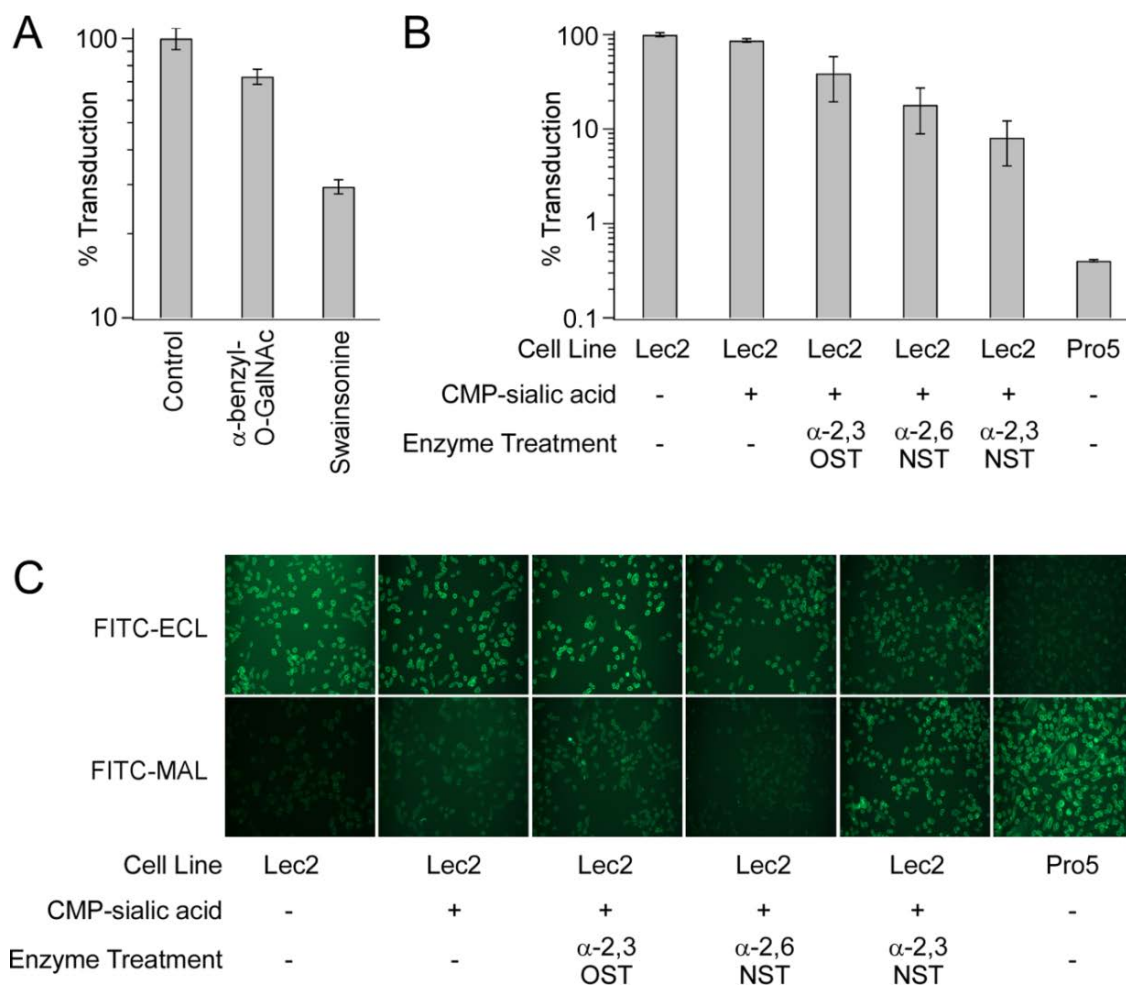 A
% Transduction
100
10
Control
α-benzyl-
O-GalNAc
Swainsonine
B
% Transduction
100
10
1
0.1
Cell Line Lec2 Lec2 Lec2 Lec2 Lec2 Pro5
CMP-sialic acid - + + + + -
Enzyme Treatment - - α-2,3 OST α-2,6 NST α-2,3 NST -
C
FITC-ECL
FITC-MAL
Cell Line Lec2 Lec2 Lec2 Lec2 Lec2 Pro5
CMP-sialic acid - + + + + -
Enzyme Treatment - - α-2,3 OST α-2,6 NST α-2,3 NST -